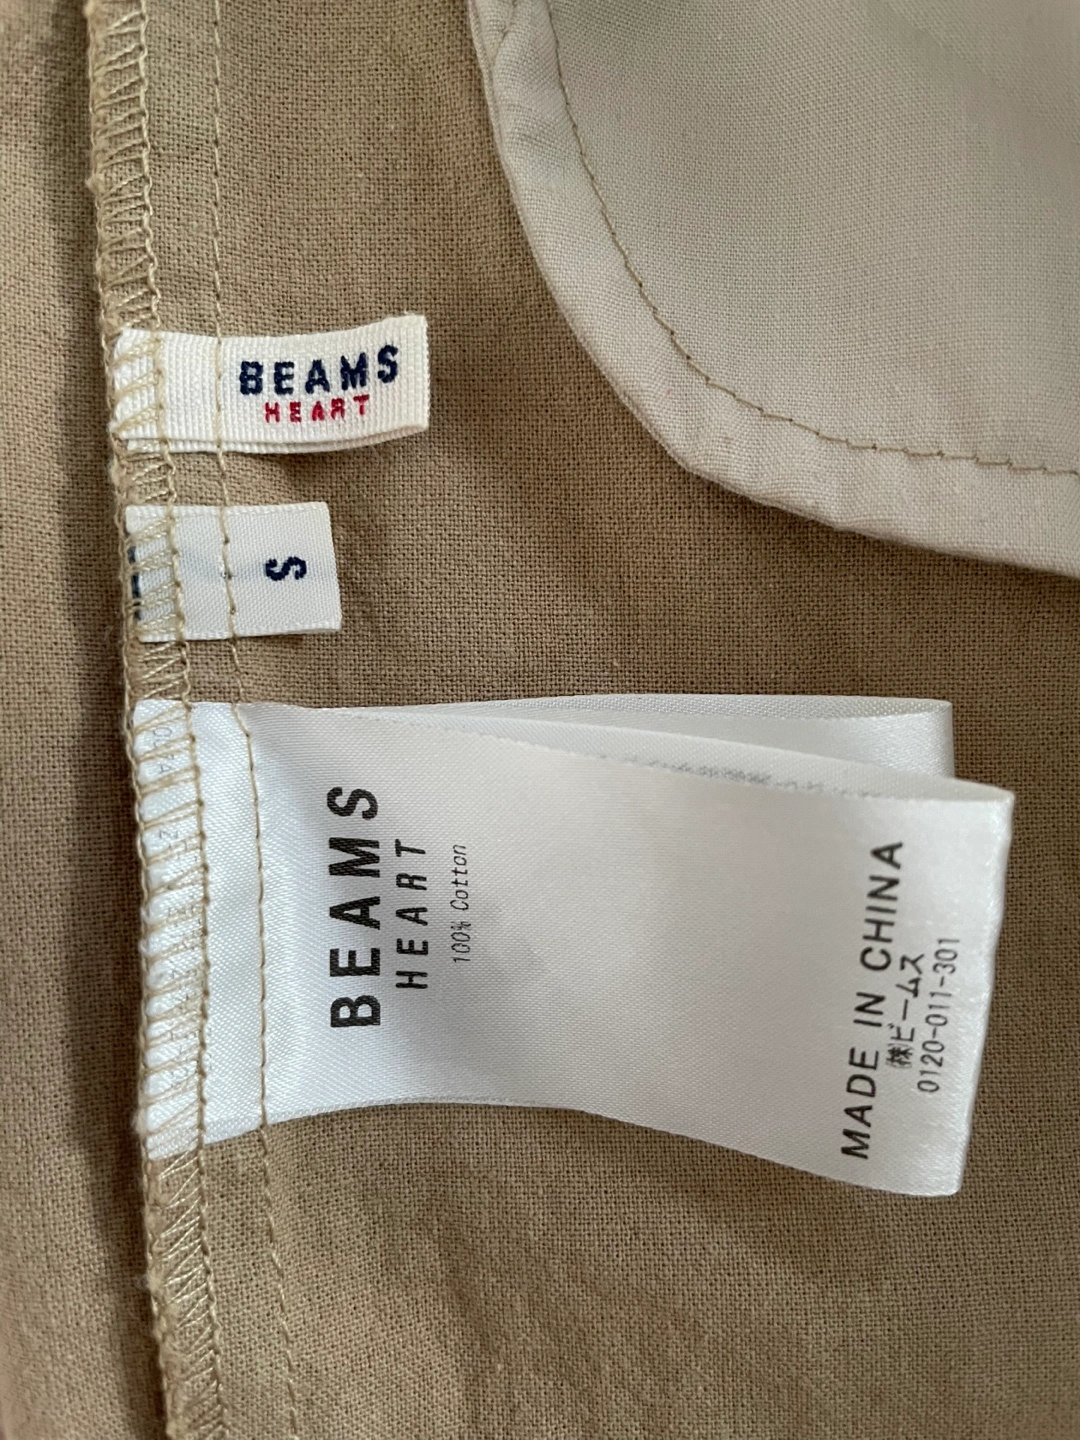 BEAMS
HEART
S
BEAMS
HEART
100% Cotton
MADE IN CHINA
㈱ビームス
0120-011-301